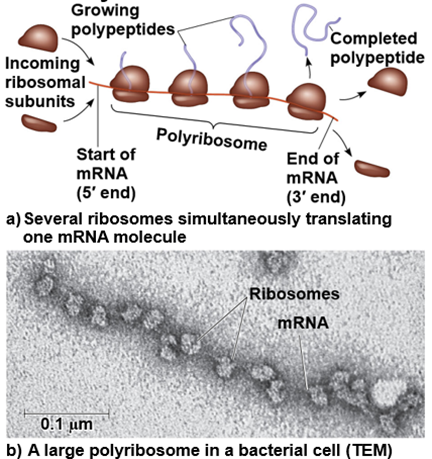 Growing
polypeptides
Completed
polypeptide
Incoming
ribosomal
subunits
Polyribosome
Start of
mRNA
(5′ end)
End of
mRNA
(3′ end)
a) Several ribosomes simultaneously translating
one mRNA molecule
Ribosomes
mRNA
0.1 µm
b) A large polyribosome in a bacterial cell (TEM)